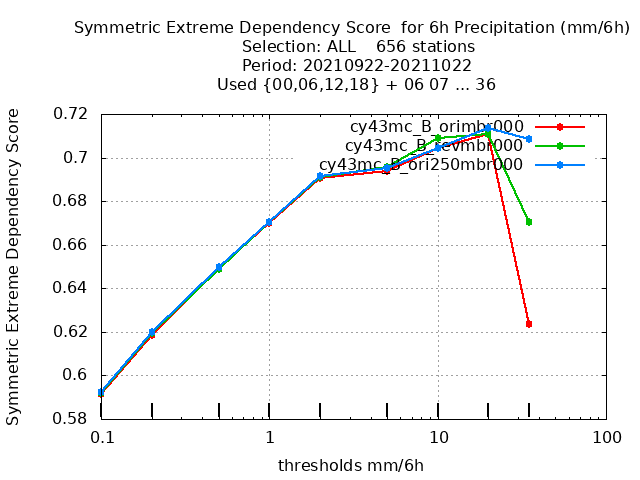 Symmetric Extreme Dependency Score for 6h Precipitation (mm/6h)
Selection: ALL 656 stations
Period: 20210922-20211022
Used {00,06,12,18} + 06 07 ... 36
Symmetric Extreme Dependency Score
0.72
0.7
0.68
0.66
0.64
0.62
0.6
0.58
cy43mc_B_orimbr000
cy43mc_B_revmbr000
cy43mc_B_ori250mbr000
0.1
1
10
100
thresholds mm/6h